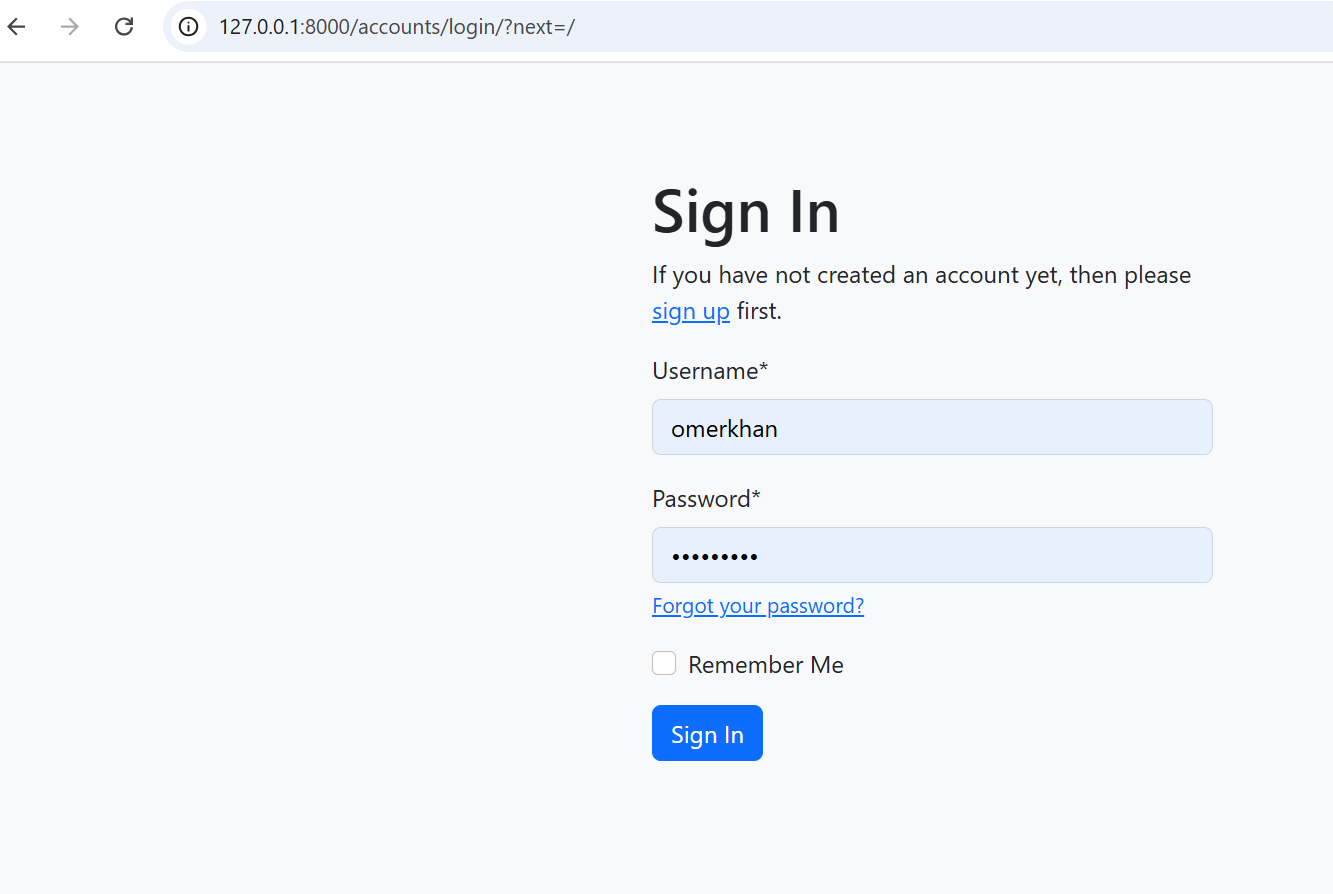 127.0.0.1:8000/accounts/login/?next=/
Sign In
If you have not created an account yet, then please
sign up first.
Username*
omerkhan
Password*
•••••••••
Forgot your password?
Remember Me
Sign In